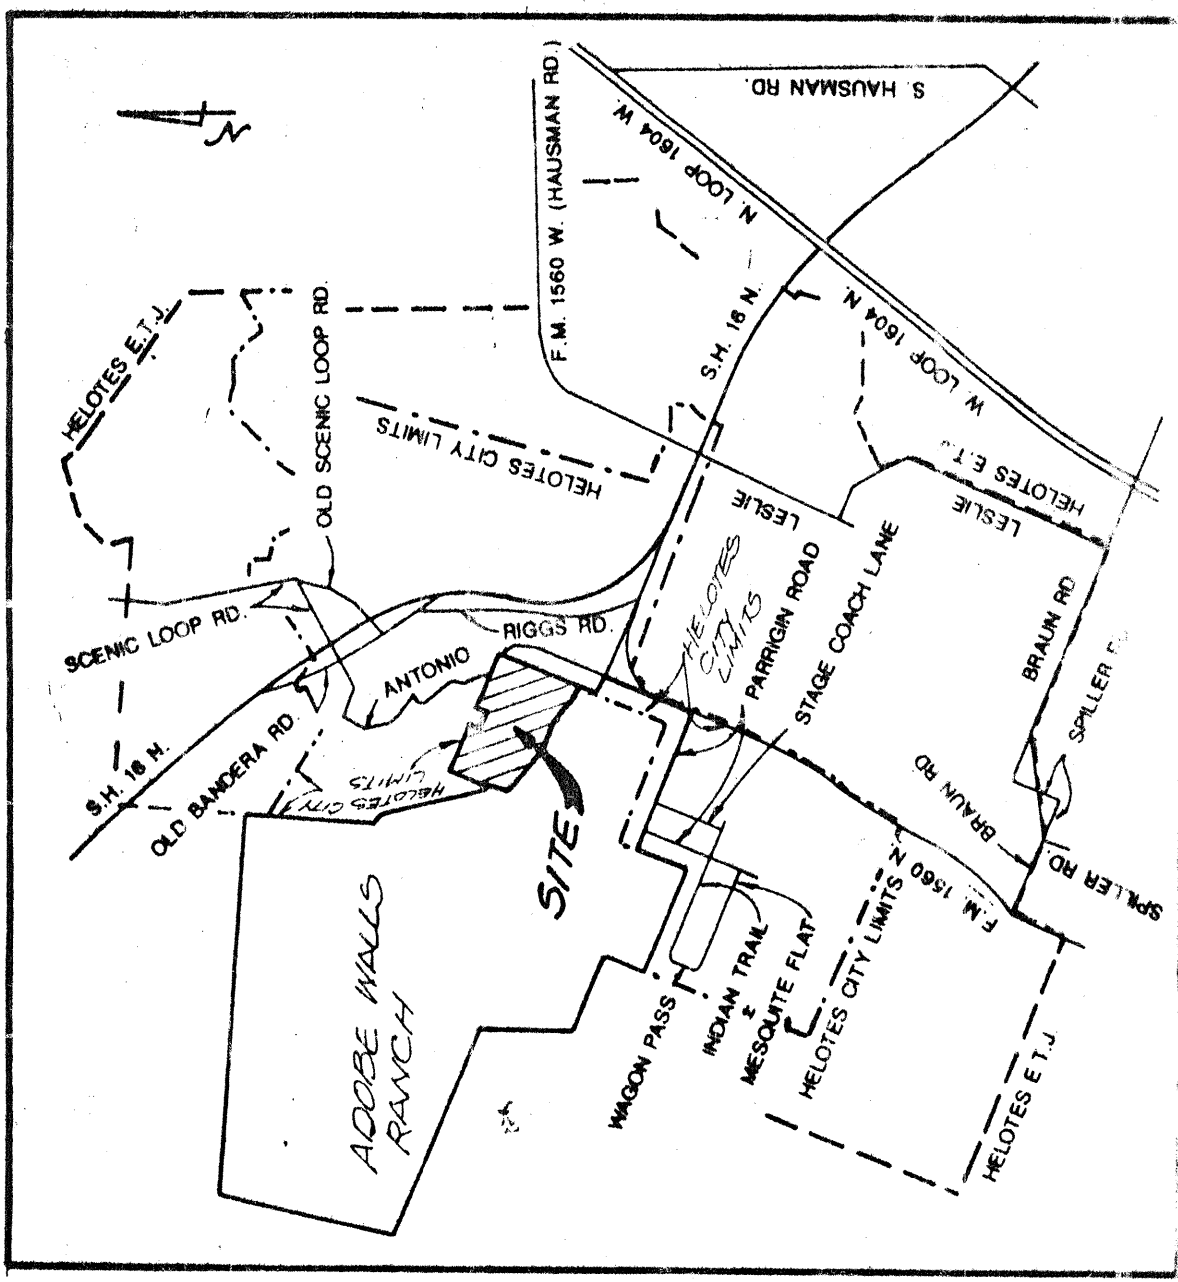 S. HAUSMAN RD.
N
F.M. 1560 W. (HAUSMAN RD.)
N. LOOP 1604 W.
HELOTES E.T.J.
OLD SCENIC LOOP RD.
S.H. 16 N.
W. LOOP 1604 N.
HELOTES CITY LIMITS
HELOTES E.T.J.
LESLIE
LESLIE
SCENIC LOOP RD.
RIGGS RD.
ANTONIO
HELOTES
CITY
LIMITS
PARRIGIN ROAD
STAGE COACH LANE
BRAUN RD
SPILLER
S.H. 16 N.
OLD BANDERA RD.
HELOTES CITY
LIMITS
SITE
BRAUN RD
F.M. 1560 N.
SPILLER RD.
ADOBE WALLS
RANCH
WAGON PASS
INDIAN TRAIL
&
MESQUITE FLAT
HELOTES CITY LIMITS
HELOTES E.T.J.